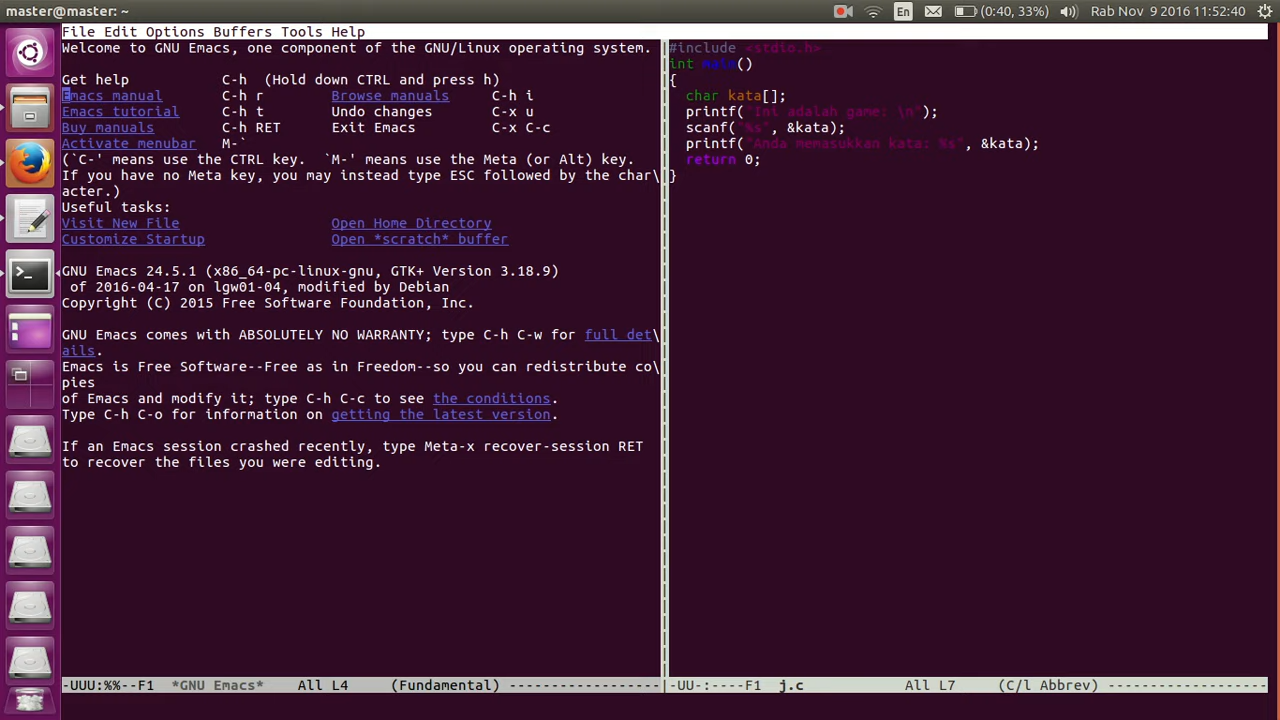 master@master: ~
En
(0:40, 33%)
Rab Nov 9 2016 11:52:40
File Edit Options Buffers Tools Help
Welcome to GNU Emacs, one component of the GNU/Linux operating system.
Get help C-h (Hold down CTRL and press h)
Emacs manual C-h r Browse manuals C-h i
Emacs tutorial C-h t Undo changes C-x u
Buy manuals C-h RET Exit Emacs C-x C-c
Activate menubar M-`
(`C-' means use the CTRL key. `M-' means use the Meta (or Alt) key.
If you have no Meta key, you may instead type ESC followed by the char\
acter.)
Useful tasks:
Visit New File Open Home Directory
Customize Startup Open *scratch* buffer
GNU Emacs 24.5.1 (x86_64-pc-linux-gnu, GTK+ Version 3.18.9)
of 2016-04-17 on lgw01-04, modified by Debian
Copyright (C) 2015 Free Software Foundation, Inc.
GNU Emacs comes with ABSOLUTELY NO WARRANTY; type C-h C-w for full det\
ails.
Emacs is Free Software--Free as in Freedom--so you can redistribute co\
pies
of Emacs and modify it; type C-h C-c to see the conditions.
Type C-h C-o for information on getting the latest version.
If an Emacs session crashed recently, type Meta-x recover-session RET
to recover the files you were editing.
-UUU:%%--F1 *GNU Emacs* All L4 (Fundamental) ------------------
#include <stdio.h>
int main()
{
char kata[];
printf("Ini adalah game: \n");
scanf("%s", &kata);
printf("Anda memasukkan kata: %s", &kata);
return 0;
}
-UU-:----F1 j.c All L7 (C/l Abbrev) -------------------